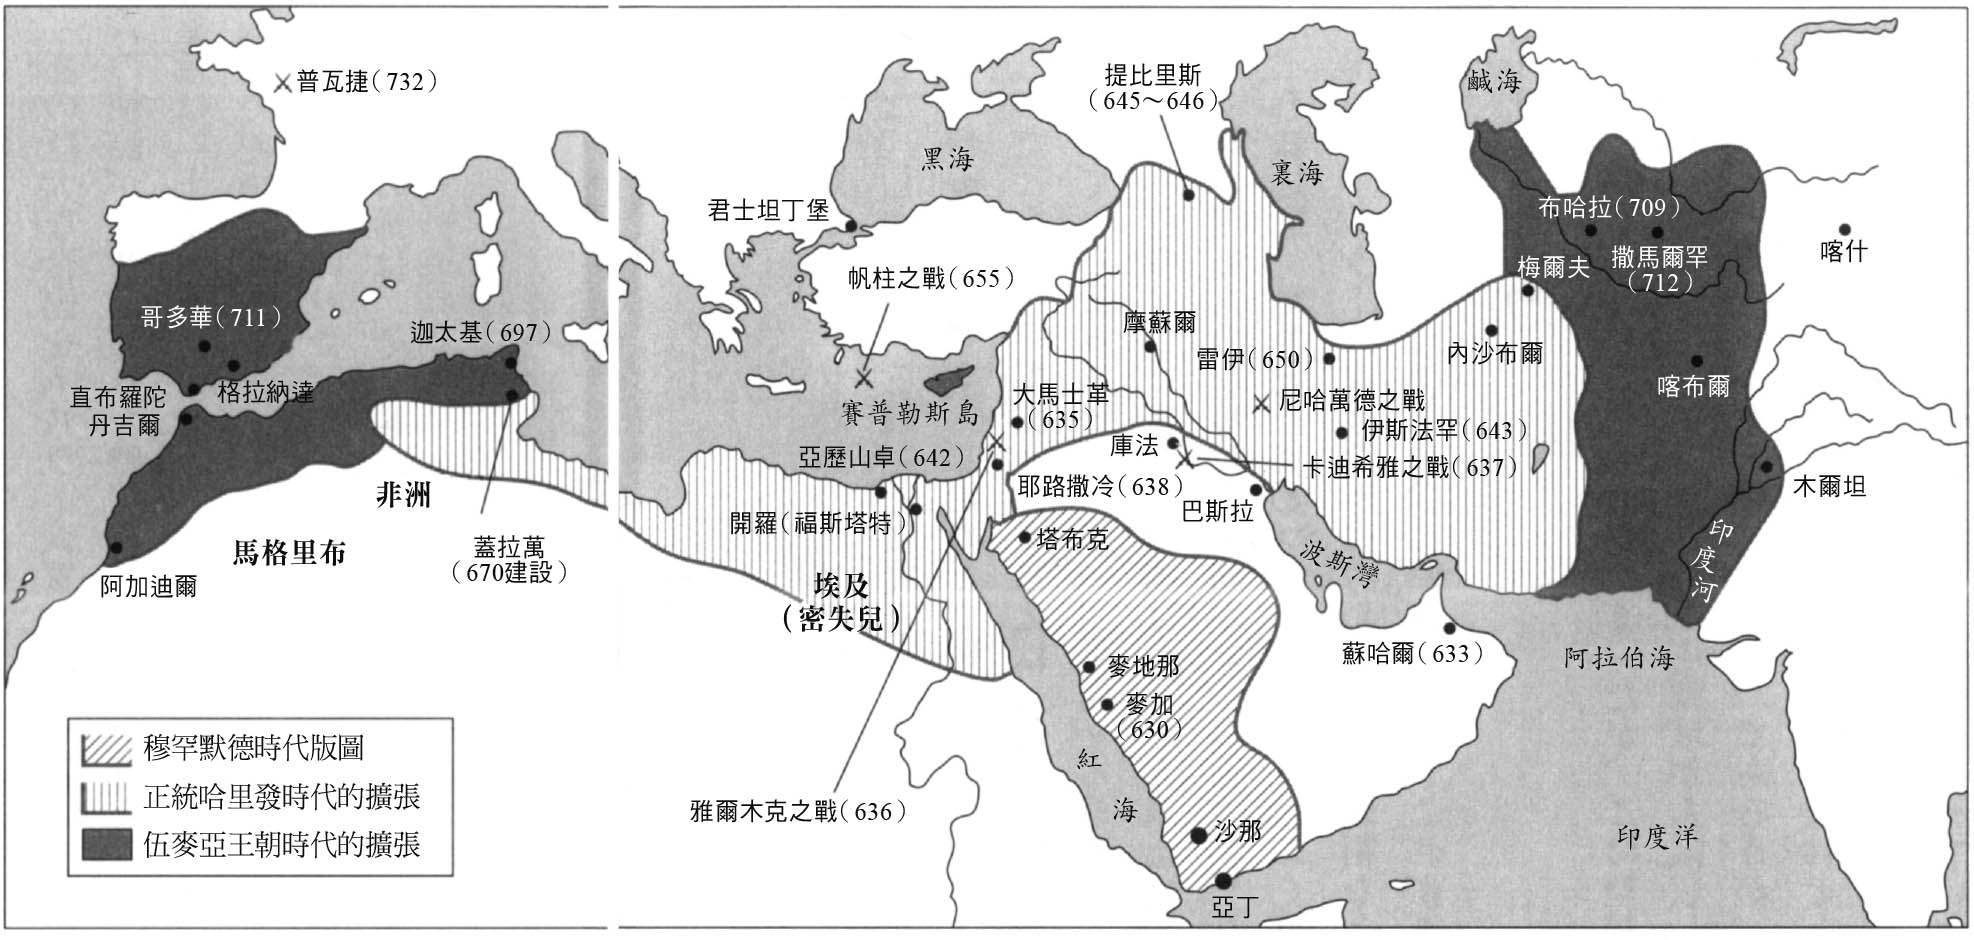 普瓦捷(732)
提比里斯
(645～646)
鹹海
黑海
裏海
君士坦丁堡
布哈拉(709)
撒馬爾罕
(712)
喀什
帆柱之戰(655)
梅爾夫
哥多華(711)
迦太基(697)
摩蘇爾
雷伊(650)
內沙布爾
喀布爾
直布羅陀
格拉納達
丹吉爾
大馬士革
(635)
尼哈萬德之戰
賽普勒斯島
伊斯法罕(643)
庫法
亞歷山卓(642)
卡迪希雅之戰(637)
耶路撒冷(638)
木爾坦
非洲
巴斯拉
開羅(福斯塔特)
塔布克
馬格里布
蓋拉萬
(670建設)
阿加迪爾
波斯灣
印度河
埃及
(密失兒)
蘇哈爾(633)
阿拉伯海
麥地那
麥加
(630)
紅海
雅爾木克之戰(636)
沙那
印度洋
亞丁
穆罕默德時代版圖
正統哈里發時代的擴張
伍麥亞王朝時代的擴張